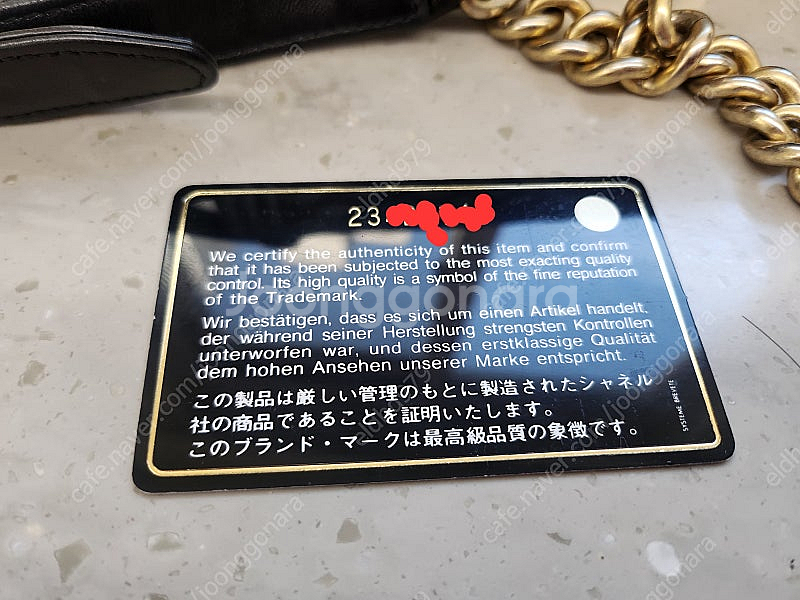 23
We certify the authenticity of this item and confirm
that it has been subjected to the most exacting quality
control. Its high quality is a symbol of the fine reputation
of the Trademark.
Wir bestätigen, dass es sich um einen Artikel handelt,
der während seiner Herstellung strengsten Kontrollen
unterworfen war, und dessen erstklassige Qualität
dem hohen Ansehen unserer Marke entspricht.
この製品は厳しい管理のもとに製造されたシャネル
社の商品であることを証明いたします。
このブランド・マークは最高級品質の象徴です。
SYSTEME BREVETE
joonggonara
cafe.naver.com/joonggonara
eldhd979